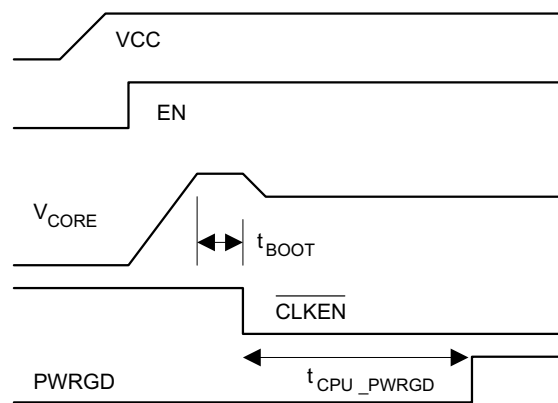 VCC
EN
VCORE
tBOOT
CLKEN
tCPU_PWRGD
PWRGD